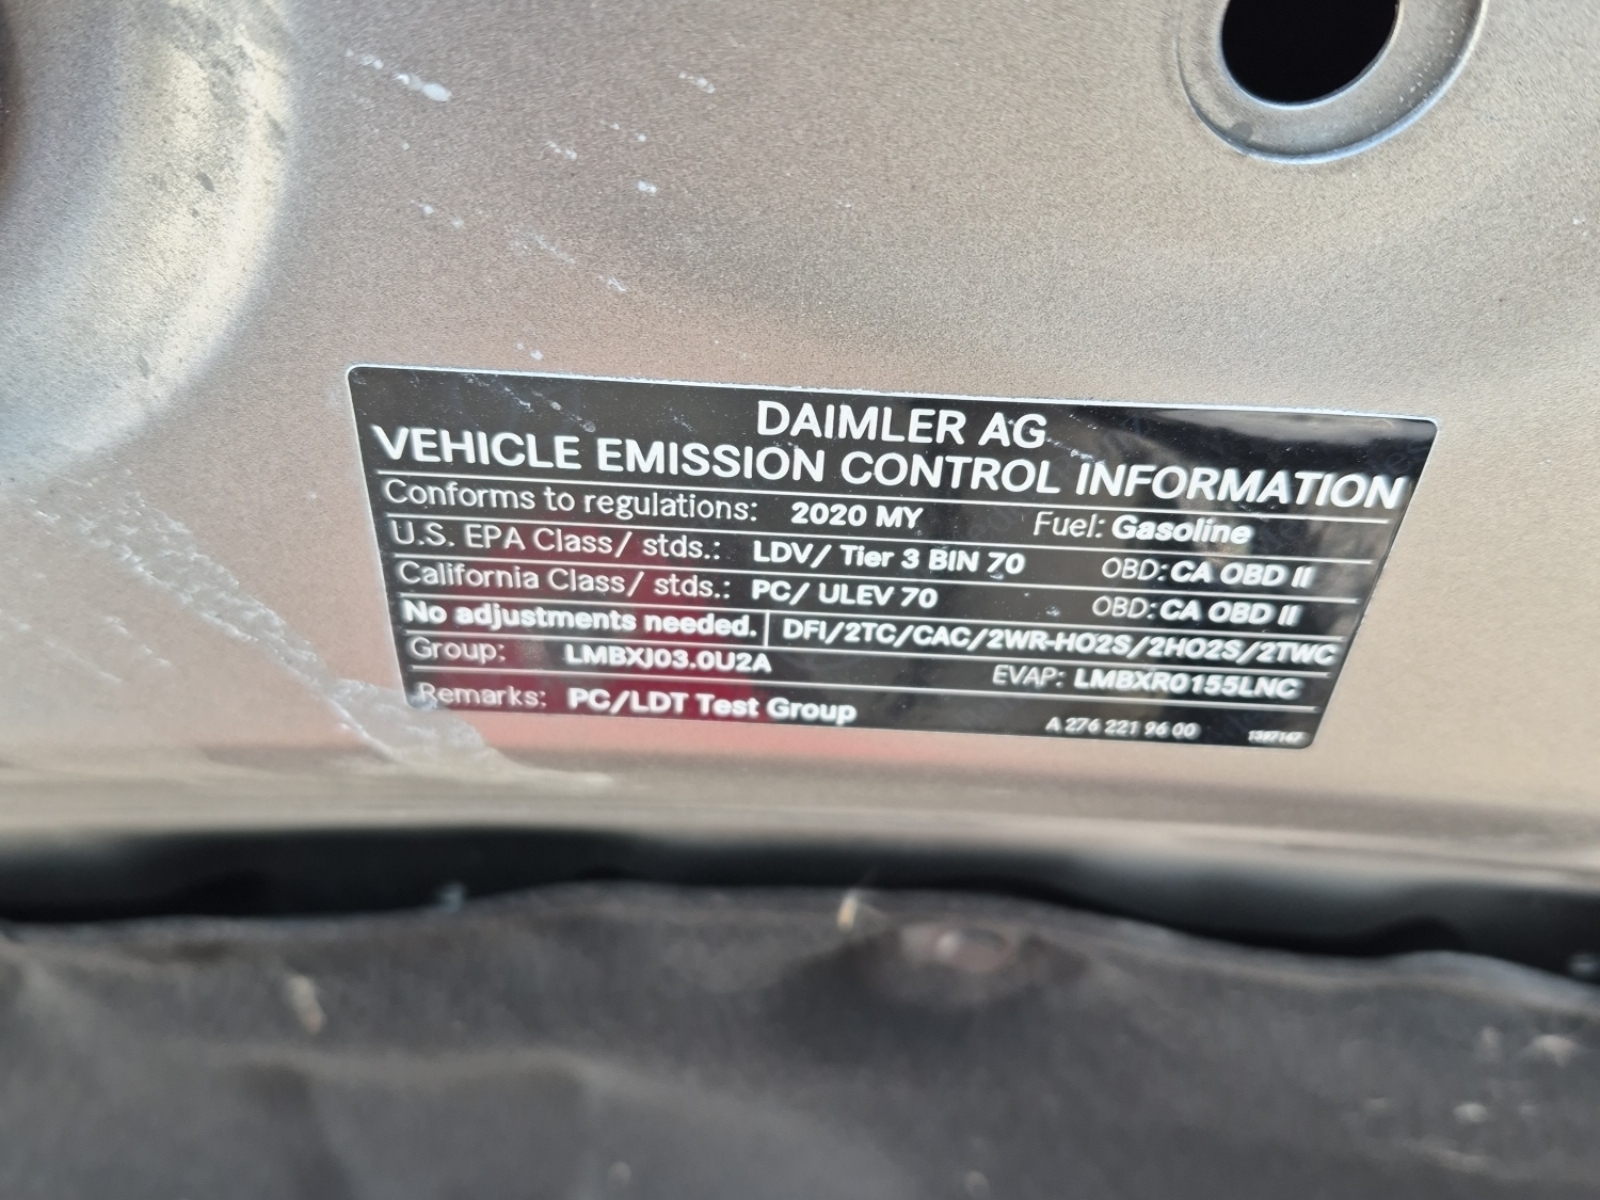 DAIMLER AG
VEHICLE EMISSION CONTROL INFORMATION
Conforms to regulations: 2020 MY Fuel: Gasoline
U.S. EPA Class/ stds.: LDV/ Tier 3 BIN 70 OBD: CA OBD II
California Class/ stds.: PC/ ULEV 70 OBD: CA OBD II
No adjustments needed. DFI/2TC/CAC/2WR-HO2S/2HO2S/2TWC
Group: LMBXJ03.0U2A EVAP: LMBXR0155LNC
Remarks: PC/LDT Test Group A 276 221 96 00